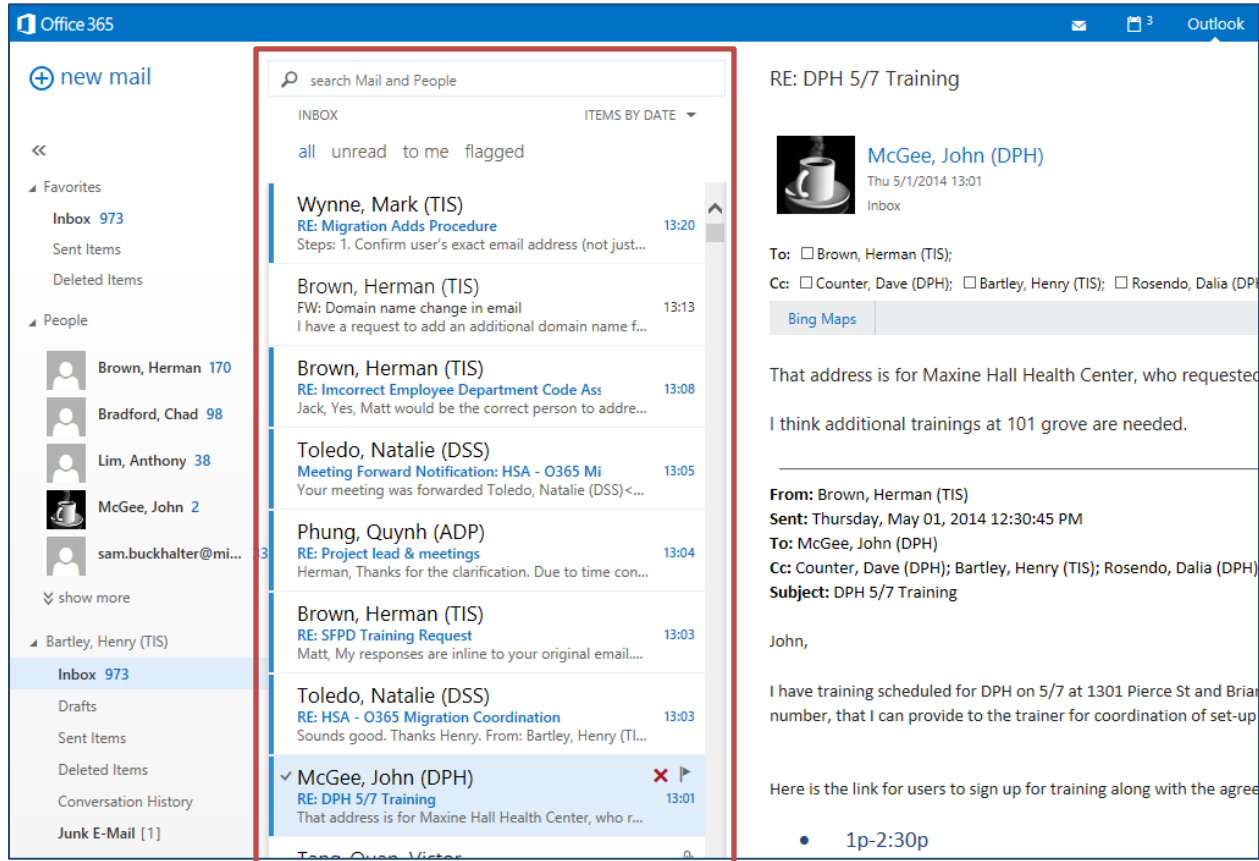 Office 365
3
Outlook
new mail
«
Favorites
Inbox 973
Sent Items
Deleted Items
People
Brown, Herman 170
Bradford, Chad 98
Lim, Anthony 38
McGee, John 2
sam.buckhalter@mi...
show more
Bartley, Henry (TIS)
Inbox 973
Drafts
Sent Items
Deleted Items
Conversation History
Junk E-Mail [1]
search Mail and People
INBOX ITEMS BY DATE
all unread to me flagged
Wynne, Mark (TIS)
RE: Migration Adds Procedure 13:20
Steps: 1. Confirm user's exact email address (not just...
Brown, Herman (TIS)
FW: Domain name change in email 13:13
I have a request to add an additional domain name f...
Brown, Herman (TIS)
RE: Imcorrect Employee Department Code Ass 13:08
Jack, Yes, Matt would be the correct person to addre...
Toledo, Natalie (DSS)
Meeting Forward Notification: HSA - O365 Mi 13:05
Your meeting was forwarded Toledo, Natalie (DSS)<...
Phung, Quynh (ADP)
RE: Project lead & meetings 13:04
Herman, Thanks for the clarification. Due to time con...
Brown, Herman (TIS)
RE: SFPD Training Request 13:03
Matt, My responses are inline to your original email....
Toledo, Natalie (DSS)
RE: HSA - O365 Migration Coordination 13:03
Sounds good. Thanks Henry. From: Bartley, Henry (TI...
McGee, John (DPH)
RE: DPH 5/7 Training 13:01
That address is for Maxine Hall Health Center, who r...
RE: DPH 5/7 Training
McGee, John (DPH)
Thu 5/1/2014 13:01
Inbox
To: Brown, Herman (TIS);
Cc: Counter, Dave (DPH); Bartley, Henry (TIS); Rosendo, Dalia (DPH
Bing Maps
That address is for Maxine Hall Health Center, who requested
I think additional trainings at 101 grove are needed.
From: Brown, Herman (TIS)
Sent: Thursday, May 01, 2014 12:30:45 PM
To: McGee, John (DPH)
Cc: Counter, Dave (DPH); Bartley, Henry (TIS); Rosendo, Dalia (DPH)
Subject: DPH 5/7 Training
John,
I have training scheduled for DPH on 5/7 at 1301 Pierce St and Brian
number, that I can provide to the trainer for coordination of set-up
Here is the link for users to sign up for training along with the agree
• 1p-2:30p